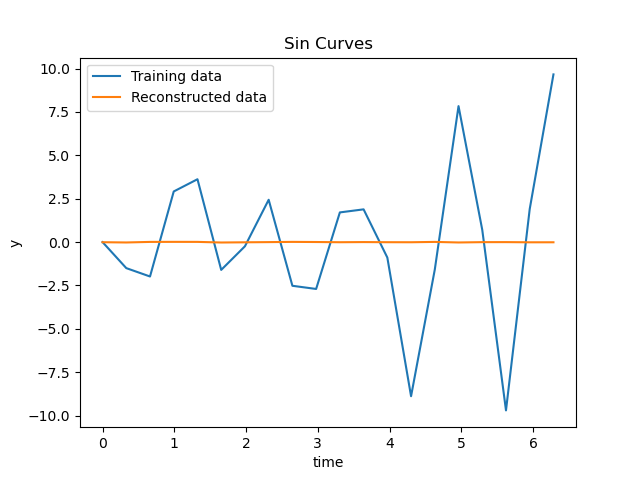 Sin Curves
Training data
Reconstructed data
10.0
7.5
5.0
2.5
0.0
−2.5
−5.0
−7.5
−10.0
y
0 1 2 3 4 5 6
time